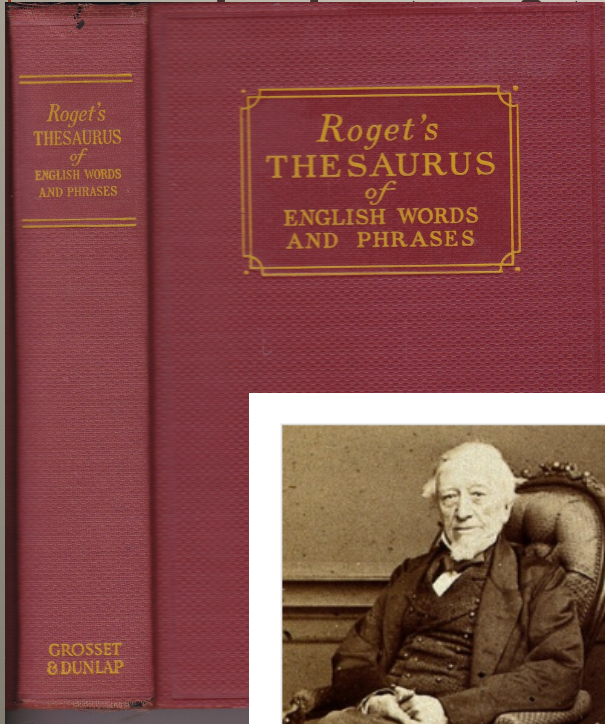 Roget's
THESAURUS
of
ENGLISH WORDS
AND PHRASES
GROSSET
& DUNLAP
Roget's
THESAURUS
of
ENGLISH WORDS
AND PHRASES